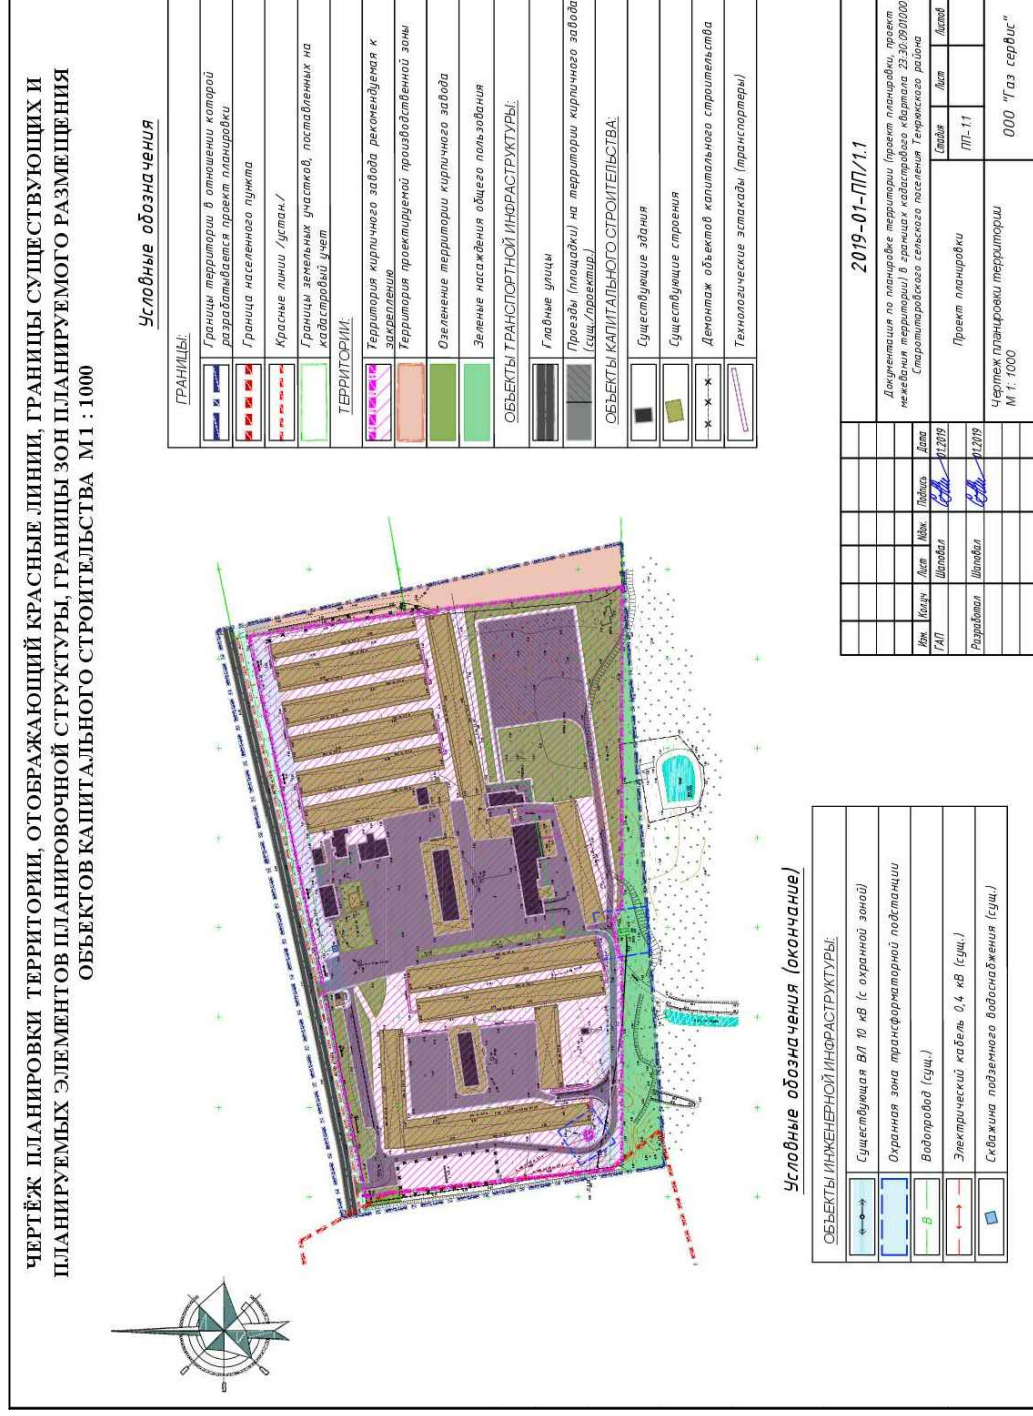 ЧЕРТЁЖ ПЛАНИРОВКИ ТЕРРИТОРИИ, ОТОБРАЖАЮЩИЙ КРАСНЫЕ ЛИНИИ, ГРАНИЦЫ СУЩЕСТВУЮЩИХ И
ПЛАНИРУЕМЫХ ЭЛЕМЕНТОВ ПЛАНИРОВОЧНОЙ СТРУКТУРЫ, ГРАНИЦЫ ЗОН ПЛАНИРУЕМОГО РАЗМЕЩЕНИЯ
ОБЪЕКТОВ КАПИТАЛЬНОГО СТРОИТЕЛЬСТВА М 1 : 1000
Условные обозначения
ГРАНИЦЫ:
Границы территории в отношении которой
разрабатывается проект планировки
Граница населенного пункта
Красные линии /устан./
Границы земельных участков, поставленных на
кадастровый учет
ТЕРРИТОРИИ:
Территория кирпичного завода рекомендуемая к
закреплению
Территория проектируемой производственной зоны
Озеленение территории кирпичного завода
Зелены насаждения общего пользования
ОБЪЕКТЫ ТРАНСПОРТНОЙ ИНФРАСТРУКТУРЫ:
Главные улицы
Проезды (площадки) на территории кирпичного завода
(сущ./проектир.)
ОБЪЕКТЫ КАПИТАЛЬНОГО СТРОИТЕЛЬСТВА:
Существующие здания
Существующие строения
Демонтаж объектов капитального строительства
Технологические эстакады (транспортеры)
Условные обозначения (окончание)
ОБЪЕКТЫ ИНЖЕНЕРНОЙ ИНФРАСТРУКТУРЫ:
Существующая ВЛ 10 кВ (с охранной зоной)
Охранная зона трансформаторной подстанции
В
Водопровод (сущ.)
Электрический кабель 0,4 кВ (сущ.)
Скважина подземного водоснабжения (сущ.)
2019-01-ПП/1.1
Документация по планировке территории (проект планировки, проект
межевания территории) в границах кадастрового квартала 23:30:0901000
Старотитаровского сельского поселения Темрюкского района
Изм. Кол.уч Лист №док. Подпись Дата
ГАП Шаповал 01.2019
Разработал Шаповал 01.2019
Проект планировки
Стадия Лист Листов
ПП-1.1
Чертеж планировки территории
М 1: 1000
ООО "Газ сервис"